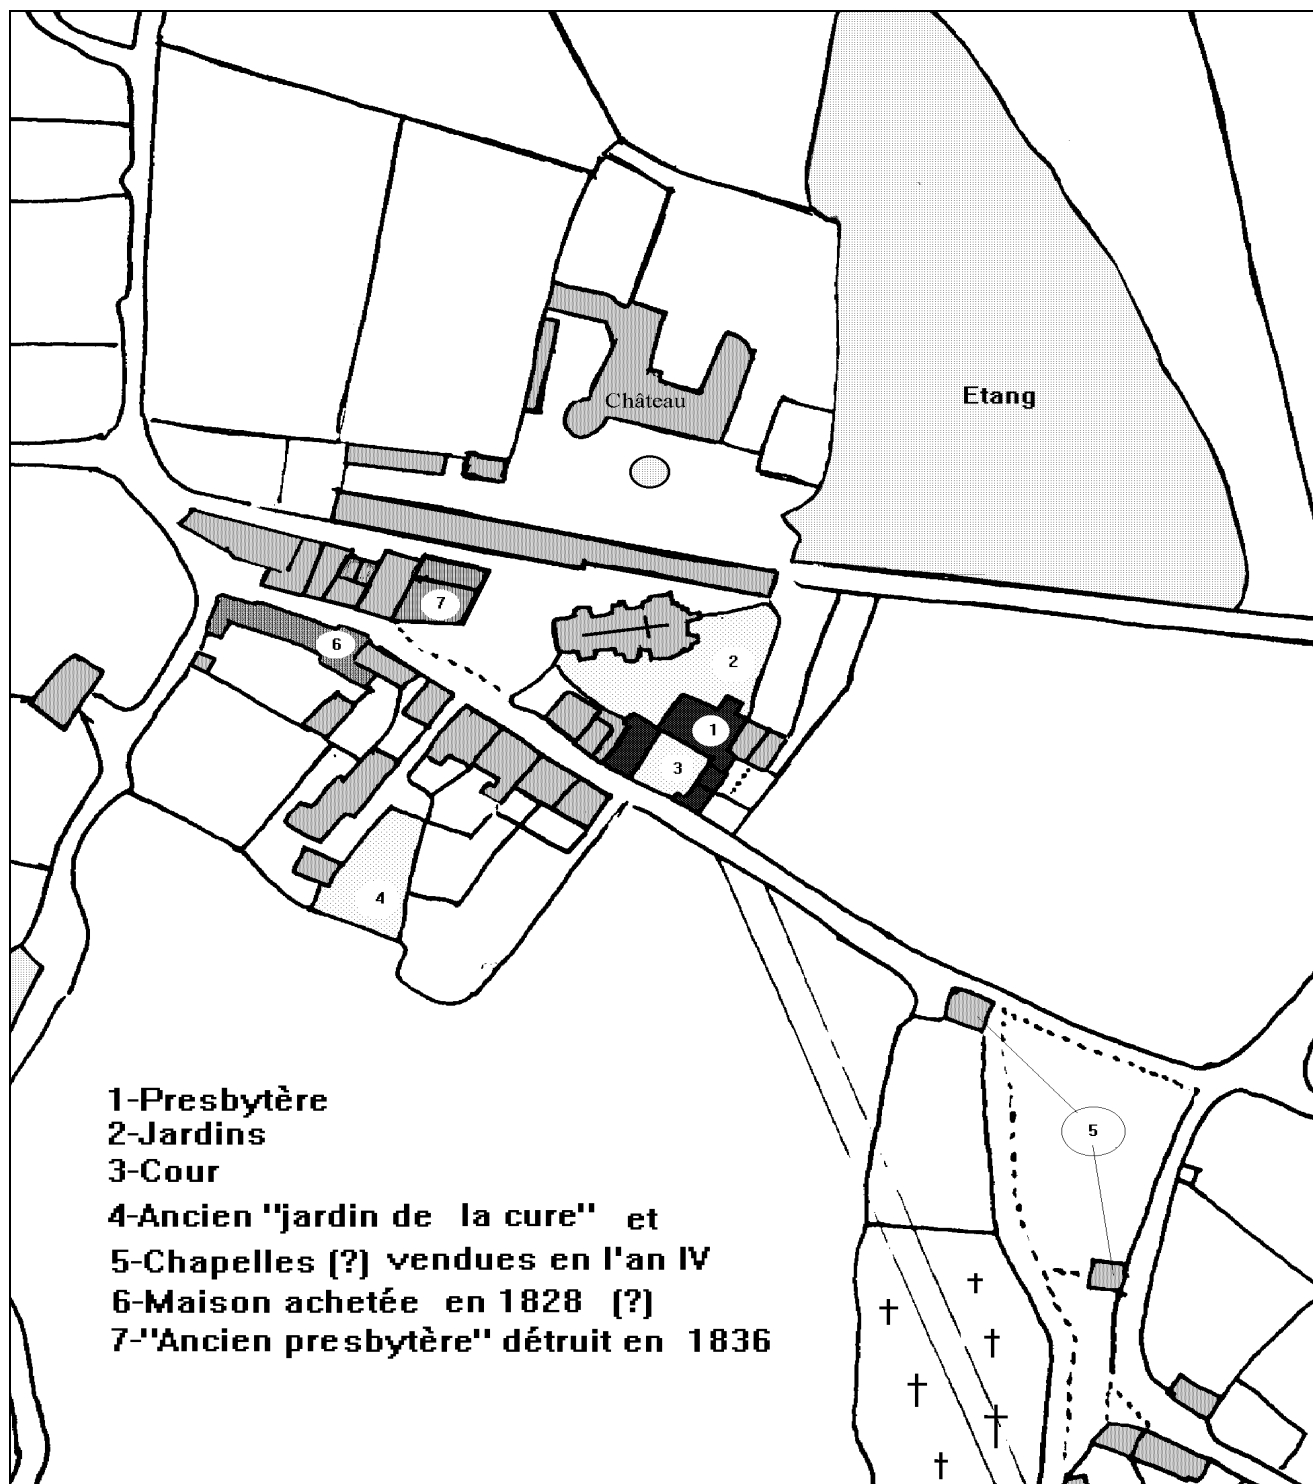 Etang
Château
7
6
2
1
3
4
5
1-Presbytère
2-Jardins
3-Cour
4-Ancien "jardin de la cure" et
5-Chapelles (?) vendues en l'an IV
6-Maison achetée en 1828 (?)
7-"Ancien presbytère" détruit en 1836